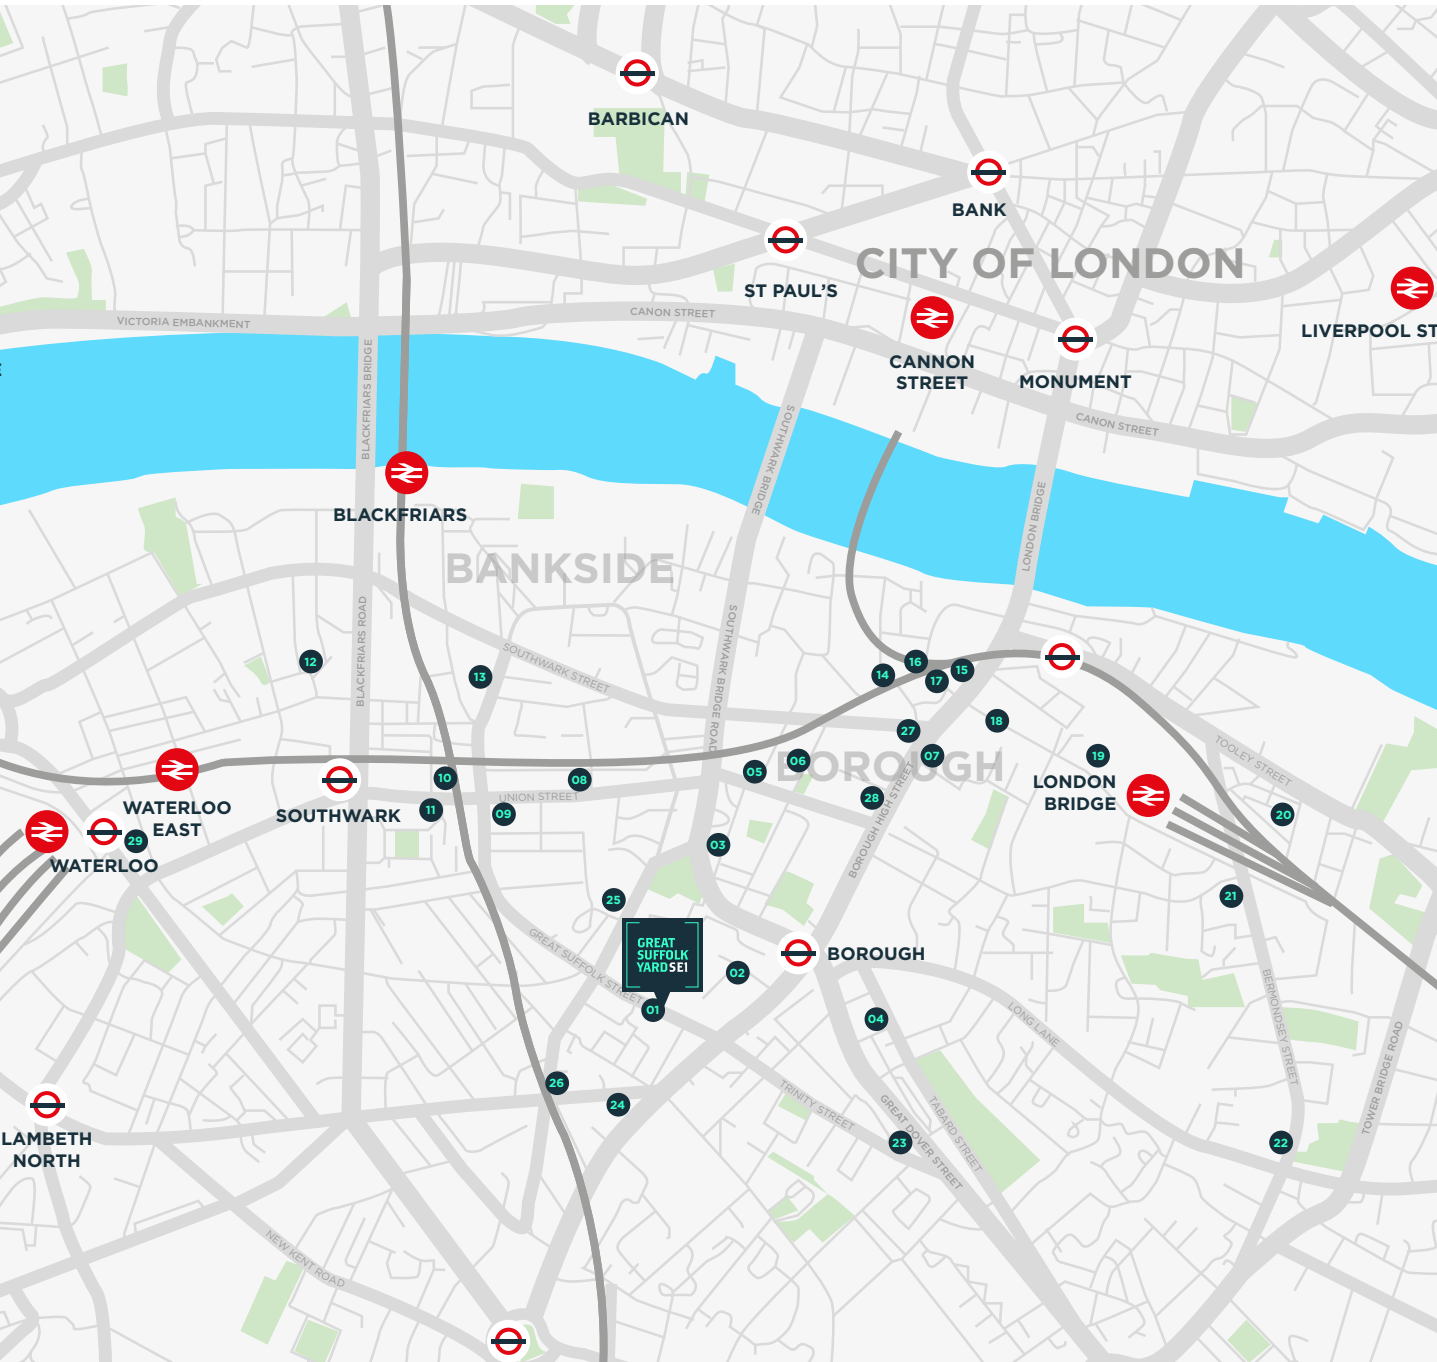 BARBICAN
BANK
CITY OF LONDON
ST PAUL'S
CANON STREET
VICTORIA EMBANKMENT
LIVERPOOL ST
CANNON
STREET
MONUMENT
E
BLACKFRIARS BRIDGE
SOUTHWARK BRIDGE
CANON STREET
BLACKFRIARS
LONDON BRIDGE
BANKSIDE
BLACKFRIARS ROAD
SOUTHWARK STREET
SOUTHWARK BRIDGE ROAD
12
13
14
16
17
15
18
27
07
19
TOOLEY STREET
BOROUGH
05
06
08
10
WATERLOO
EAST
SOUTHWARK
UNION STREET
11
09
28
BOROUGH HIGH STREET
LONDON
BRIDGE
20
29
WATERLOO
03
21
25
GREAT SUFFOLK STREET
GREAT
SUFFOLK
YARDSE1
02
BOROUGH
01
04
LONG LANE
BERMONDSEY STREET
TOWER BRIDGE ROAD
26
24
TRINITY STREET
GREAT DOVER STREET
TABARD STREET
23
22
LAMBETH
NORTH
NEW KENT ROAD